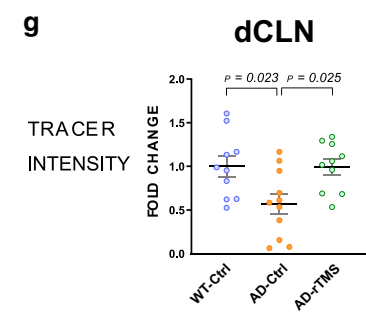 g
dCLN
P = 0.023 P = 0.025
TRACER
INTENSITY
FOLD CHANGE
2.0
1.5
1.0
0.5
0.0
WT-Ctrl
AD-Ctrl
AD-rTMS